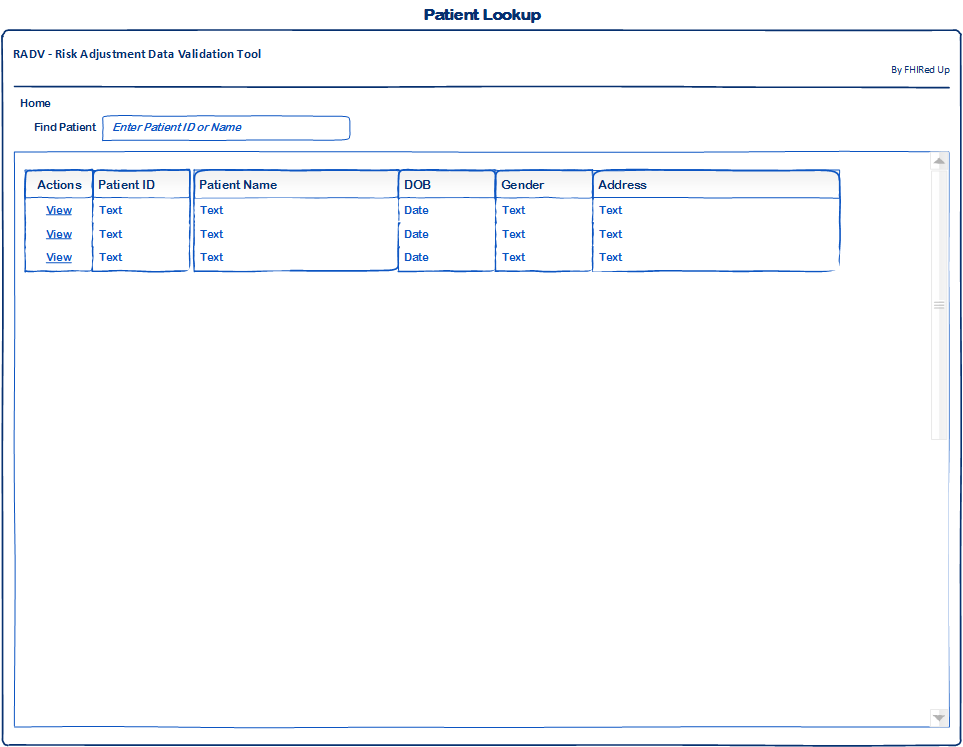 Patient Lookup
RADV - Risk Adjustment Data Validation Tool
By FHIRed Up
Home
Find Patient Enter Patient ID or Name
Actions Patient ID Patient Name DOB Gender Address
View Text Text Date Text Text
View Text Text Date Text Text
View Text Text Date Text Text